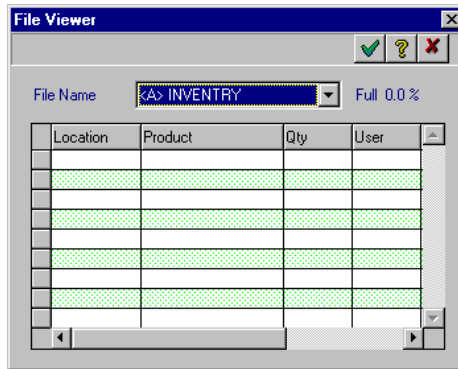 File Viewer
File Name <A> INVENTRY Full 0.0 %
Location Product Qty User